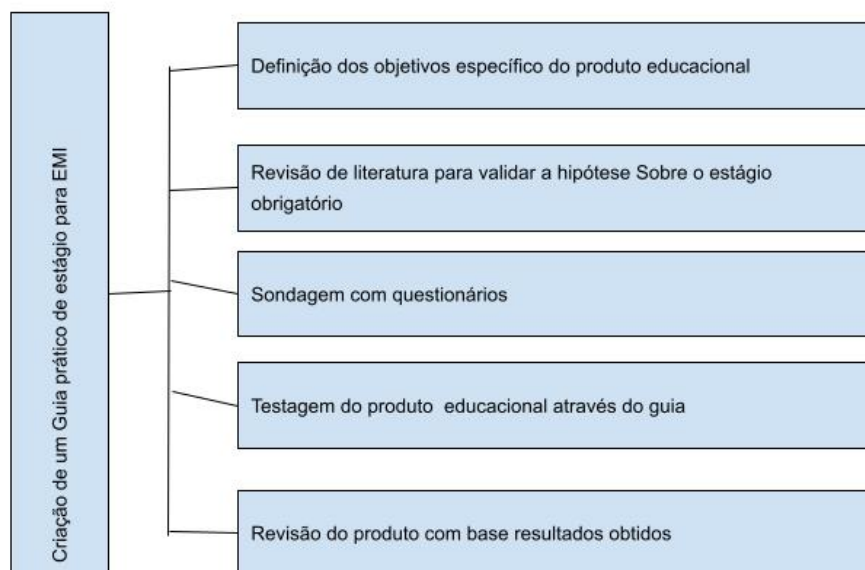 Criação de um Guia prático de estágio para EMI
Definição dos objetivos específico do produto educacional
Revisão de literatura para validar a hipótese Sobre o estágio
obrigatório
Sondagem com questionários
Testagem do produto  educacional através do guia
Revisão do produto com base resultados obtidos